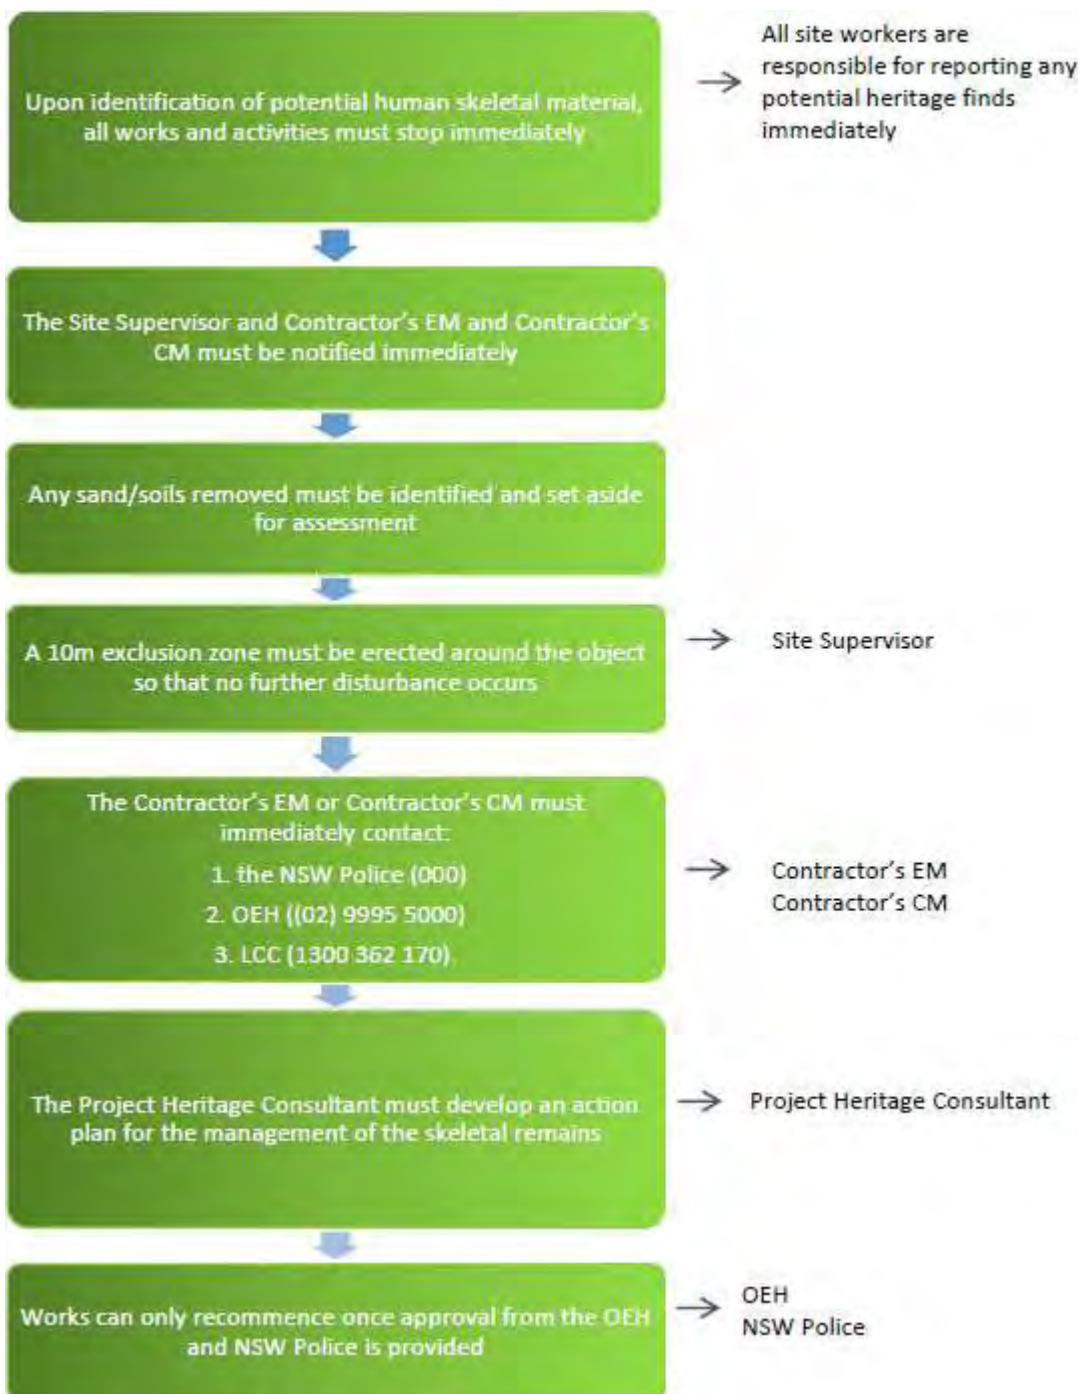 Upon identification of potential human skeletal material,
all works and activities must stop immediately
All site workers are
responsible for reporting any
potential heritage finds
immediately
The Site Supervisor and Contractor's EM and Contractor's
CM must be notified immediately
Any sand/soils removed must be identified and set aside
for assessment
A 10m exclusion zone must be erected around the object
so that no further disturbance occurs
Site Supervisor
The Contractor's EM or Contractor's CM must
immediately contact:
1. the NSW Police (000)
2. OEH ((02) 9995 5000)
3. LCC (1300 362 170).
Contractor's EM
Contractor's CM
The Project Heritage Consultant must develop an action
plan for the management of the skeletal remains
Project Heritage Consultant
Works can only recommence once approval from the OEH
and NSW Police is provided
OEH
NSW Police